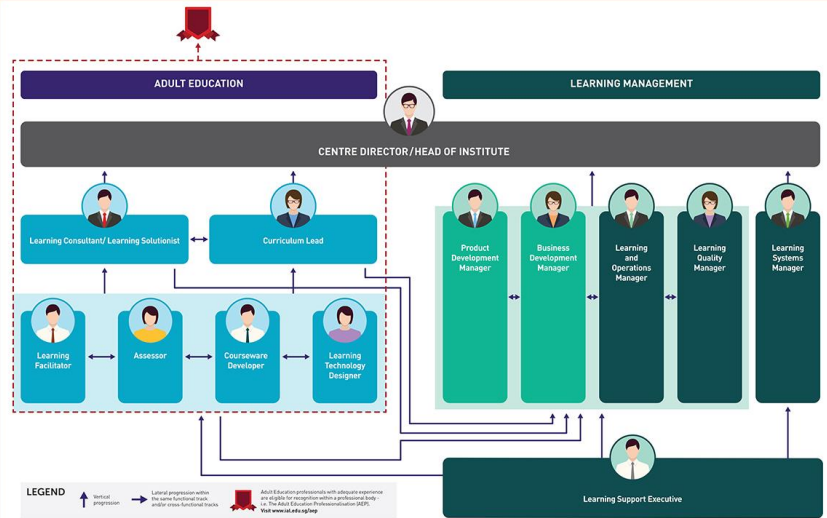 ADULT EDUCATION
LEARNING MANAGEMENT
CENTRE DIRECTOR/HEAD OF INSTITUTE
Learning Consultant/ Learning Solutionist
Curriculum Lead
Product
Development
Manager
Business
Development
Manager
Learning
and
Operations
Manager
Learning
Quality
Manager
Learning
Systems
Manager
Learning
Facilitator
Assessor
Courseware
Developer
Learning
Technology
Designer
Learning Support Executive
LEGEND
Vertical
progression
Lateral progression within
the same functional track
and/or cross-functional tracks
Adult Education professionals with adequate experience
are eligible for recognition within a professional body -
i.e. The Adult Education Professionalisation (AEP).
Visit www.ial.edu.sg/aep